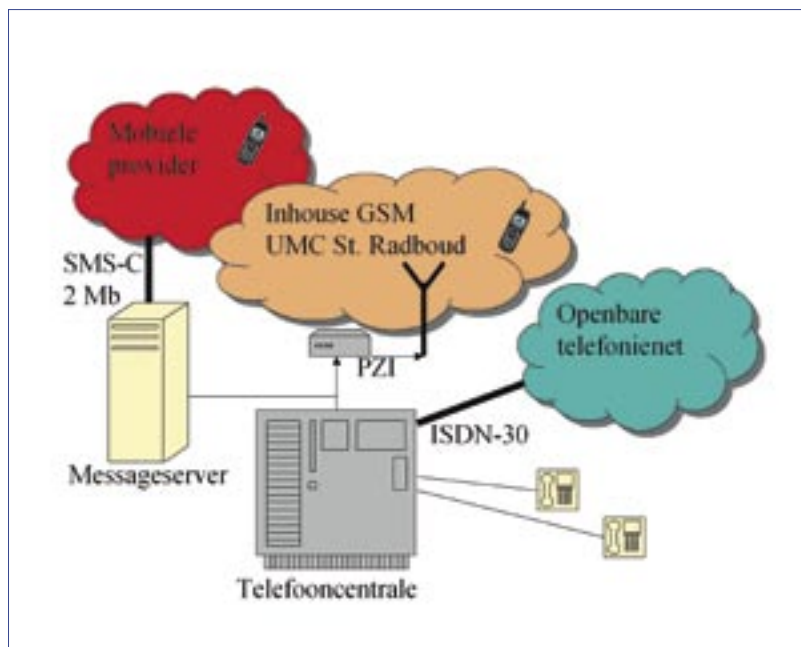 Mobiele
provider
Inhouse GSM
UMC St. Radboud
SMS-C
2 Mb
Openbare
telefonienet
PZI
ISDN-30
Messageserver
Telefooncentrale